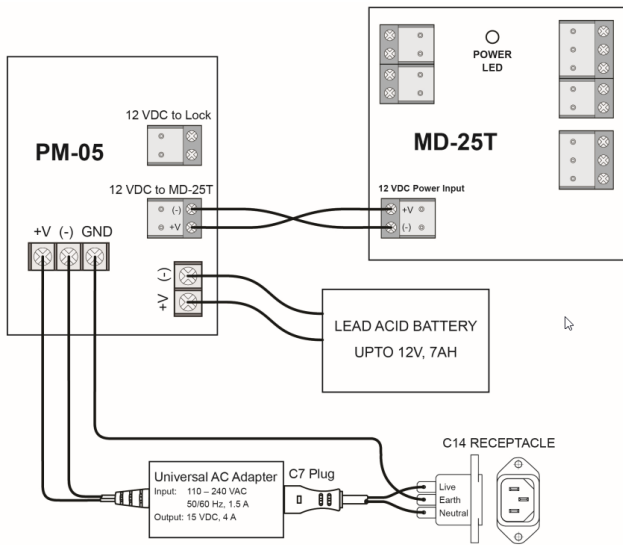 POWER
LED
12 VDC to Lock
PM-05
MD-25T
12 VDC to MD-25T
(-)
+V
12 VDC Power Input
+V
(-)
+V (-) GND
(-)
+V
LEAD ACID BATTERY
UPTO 12V, 7AH
C14 RECEPTACLE
Universal AC Adapter
Input: 110 – 240 VAC
50/60 Hz, 1.5 A
Output: 15 VDC, 4 A
C7 Plug
Live
Earth
Neutral